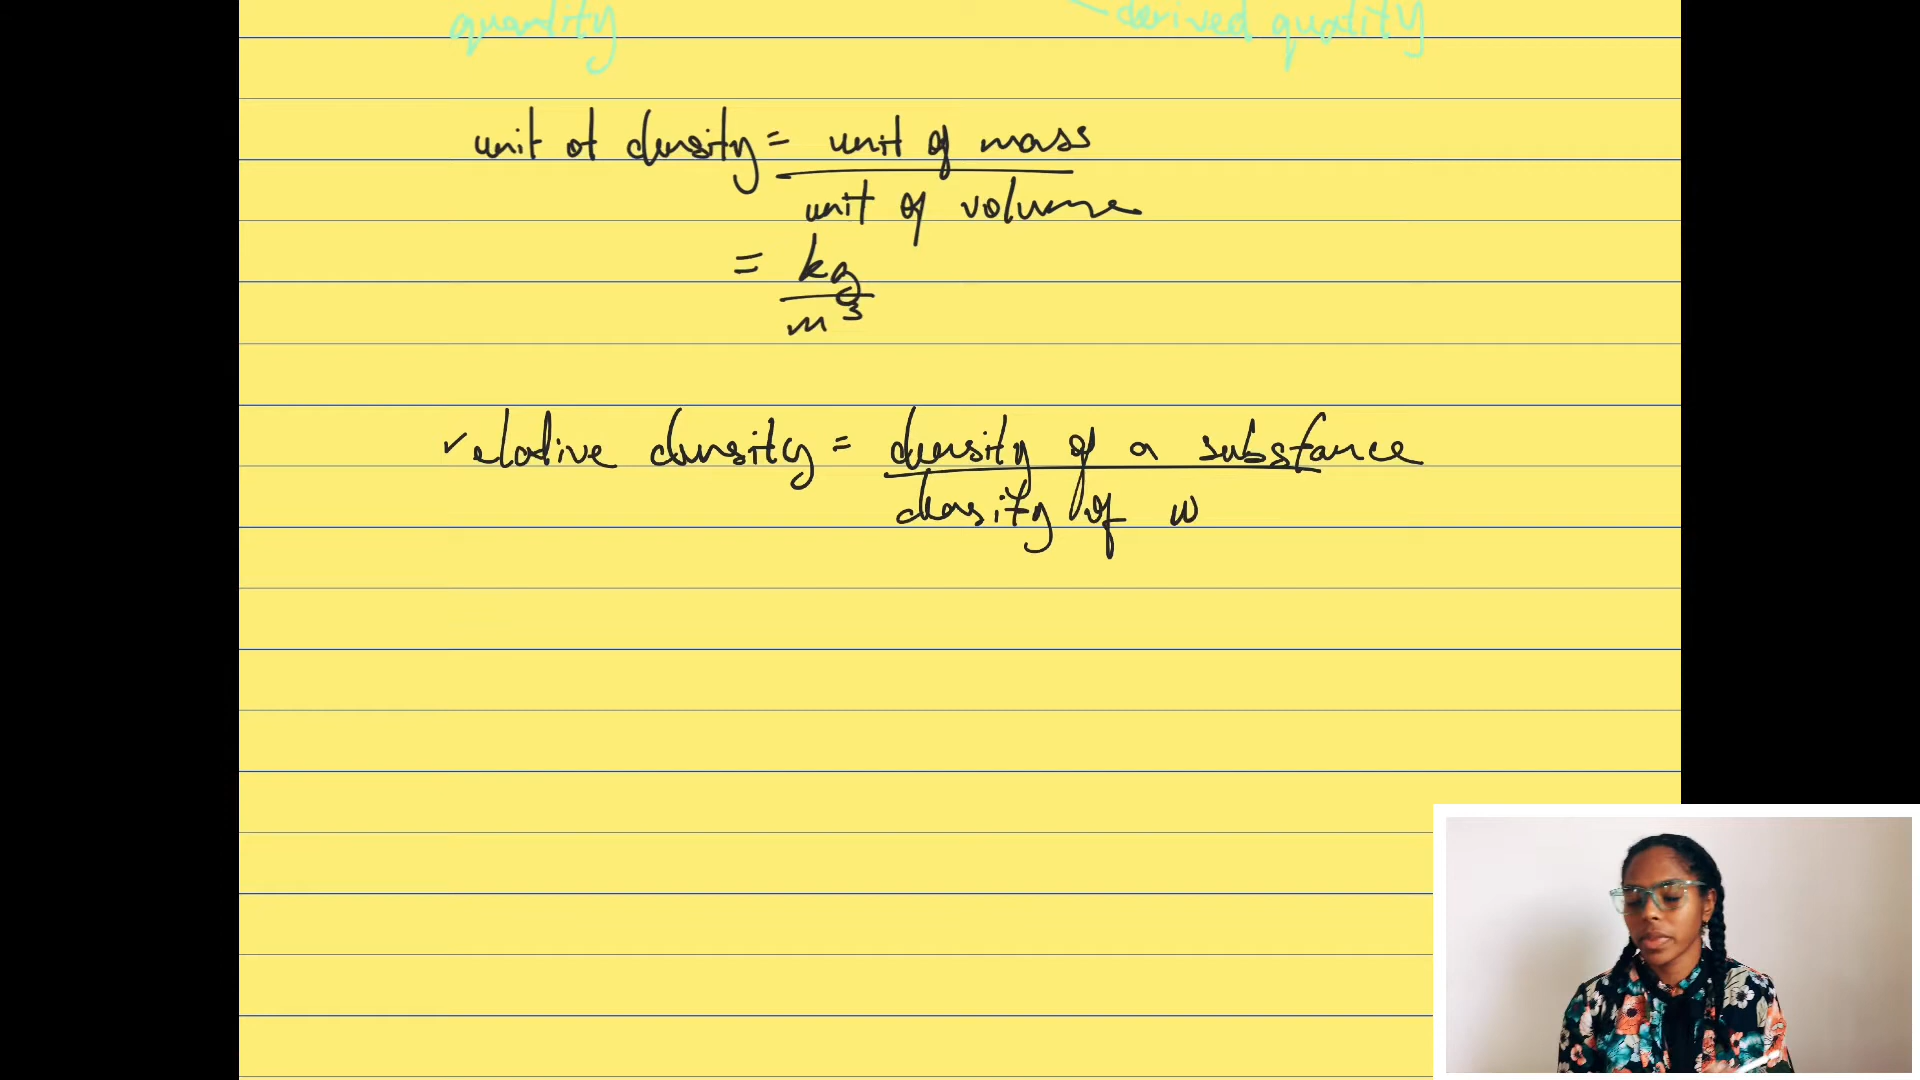 quantity
derived quality
unit of density = unit of mass
unit of volume
= kg
m³
relative density = density of a substance
density of w